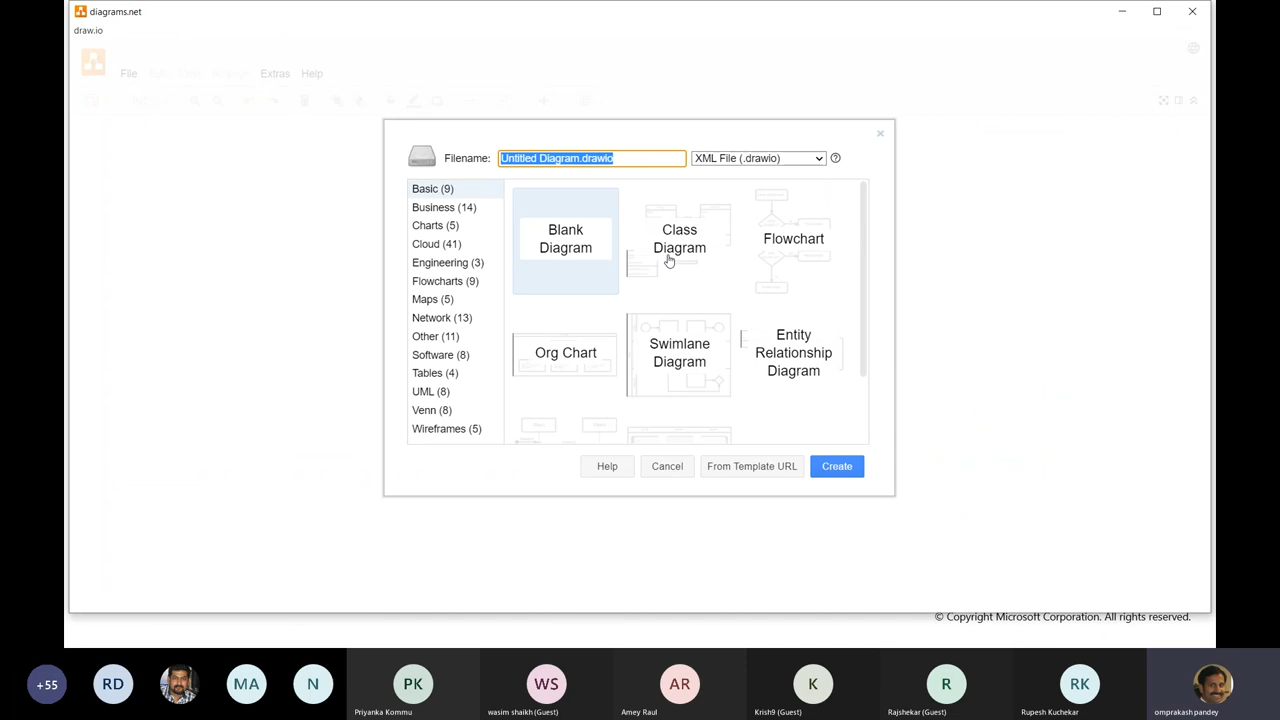 diagrams.net
draw.io
File
Extras
Help
Filename:
Untitled Diagram.drawio
XML File (.drawio)
Basic (9)
Business (14)
Charts (5)
Cloud (41)
Engineering (3)
Flowcharts (9)
Maps (5)
Network (13)
Other (11)
Software (8)
Tables (4)
UML (8)
Venn (8)
Wireframes (5)
Blank
Diagram
Class
Diagram
Flowchart
Org Chart
Swimlane
Diagram
Entity
Relationship
Diagram
Help
Cancel
From Template URL
Create
© Copyright Microsoft Corporation. All rights reserved.
+55
RD
MA
N
PK
Priyanka Kommu
WS
wasim shaikh (Guest)
AR
Amey Raul
K
Krish9 (Guest)
R
Rajshekar (Guest)
RK
Rupesh Kuchekar
omprakash pandey